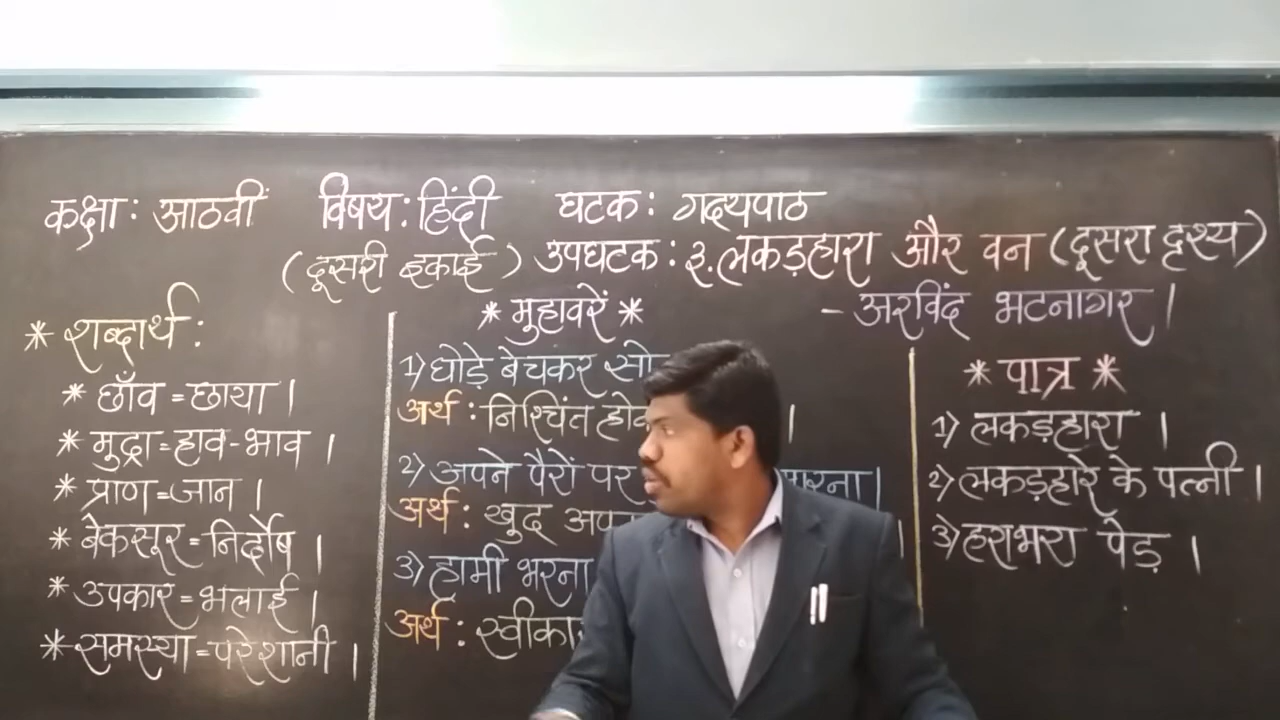 कक्षा: आठवीं विषय: हिंदी घटक: गद्यपाठ
(दूसरी इकाई) उपघटक: ३. लकड़हारा और वन (दूसरा दृश्य)
- अरविंद भटनागर।
* शब्दार्थ:
* छाँव = छाया।
* मुद्रा = हाव-भाव।
* प्राण = जान।
* बेकसूर = निर्दोष।
* उपकार = भलाई।
* समस्या = परेशानी।
* मुहावरें *
1) घोड़े बेचकर सो
अर्थ: निश्चिंत ।
2) अपने पैरों पर मारना।
अर्थ: खुद ।
3) हामी भरना
अर्थ:
* पात्र *
1) लकड़हारा।
2) लकड़हारे के पत्नी।
3) हराभरा पेड़।